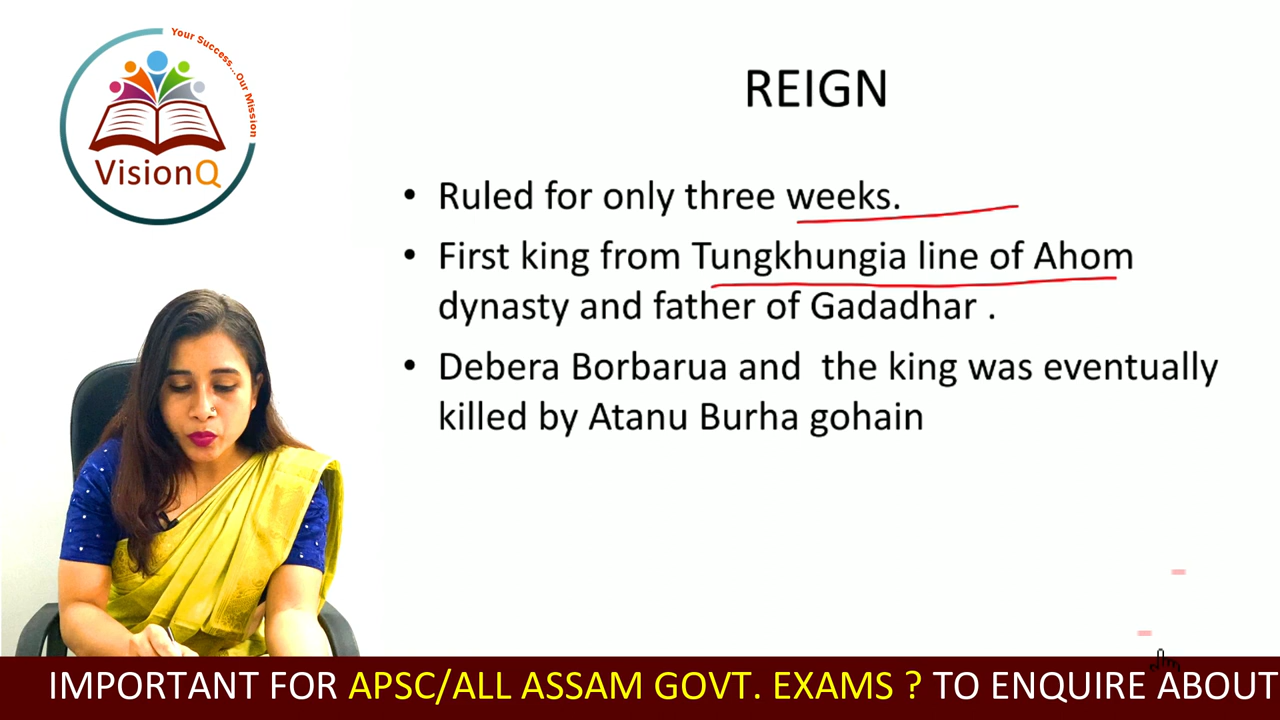 Your Success...Our Mission
VisionQ
REIGN
• Ruled for only three weeks.
• First king from Tungkhungia line of Ahom
dynasty and father of Gadadhar .
• Debera Borbarua and  the king was eventually
killed by Atanu Burha gohain
IMPORTANT FOR APSC/ALL ASSAM GOVT. EXAMS ? TO ENQUIRE ABOUT